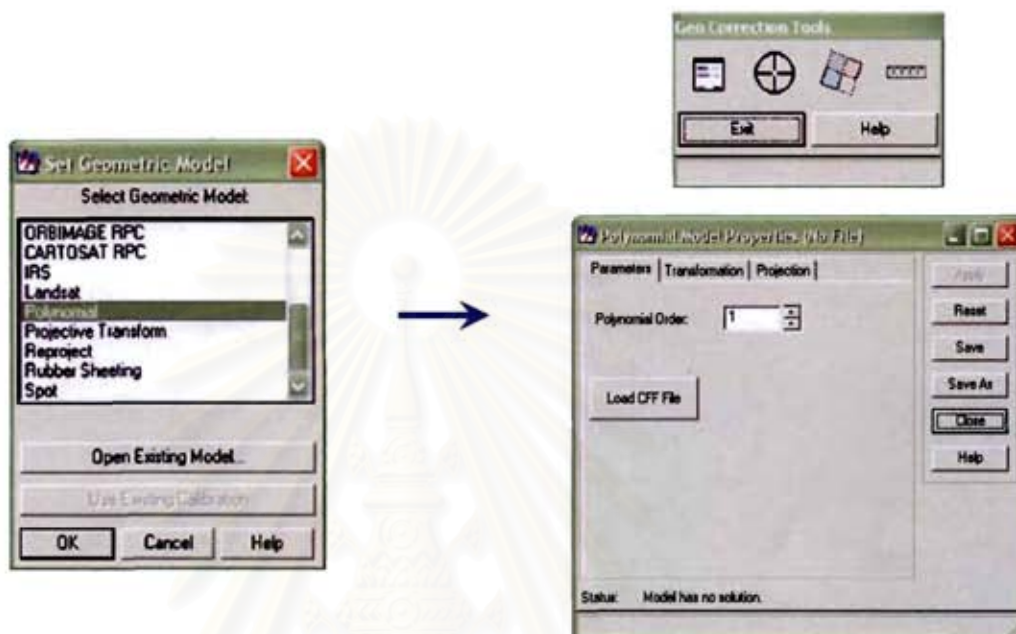 Geo Correction Tools
Exit Help
Set Geometric Model
Select Geometric Model:
ORBIMAGE RPC
CARTOSAT RPC
IRS
Landsat
Polynomial
Projective Transform
Reproject
Rubber Sheeting
Spot
Open Existing Model...
Use Existing Calibration
OK Cancel Help
Polynomial Model Properties (No File)
Parameters Transformation Projection
Polynomial Order: 1
Load CFF File
Apply
Reset
Save
Save As
Close
Help
Status: Model has no solution.